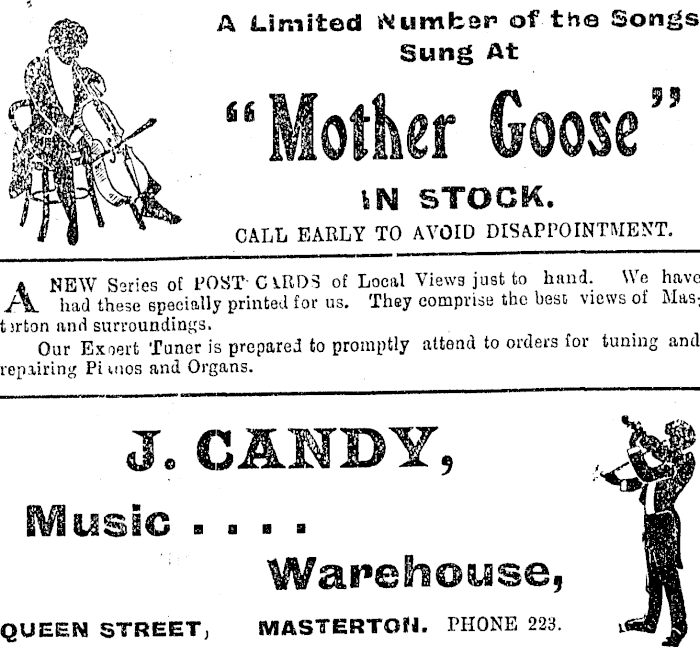 A Limited Number of the Songs
Sung At
"Mother Goose"
IN STOCK.
CALL EARLY TO AVOID DISAPPOINTMENT.
A NEW Series of POST CARDS of Local Views just to hand. We have
had these specially printed for us. They comprise the best views of Mas-
terton and surroundings.
Our Expert Tuner is prepared to promptly attend to orders for tuning and
repairing Pianos and Organs.
J. CANDY,
Music ....
Warehouse,
QUEEN STREET, MASTERTON. PHONE 223.